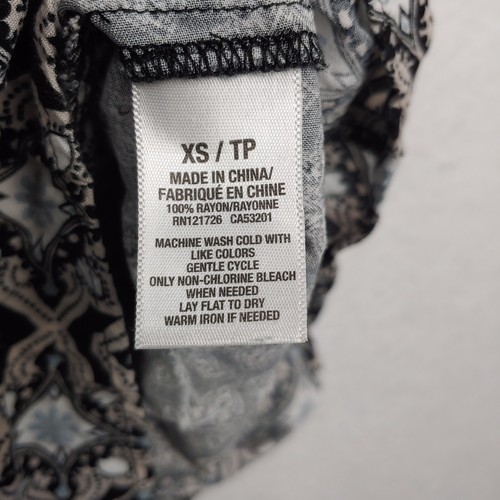 XS / TP
MADE IN CHINA/
FABRIQUÉ EN CHINE
100% RAYON/RAYONNE
RN121726 CA53201
MACHINE WASH COLD WITH
LIKE COLORS
GENTLE CYCLE
ONLY NON-CHLORINE BLEACH
WHEN NEEDED
LAY FLAT TO DRY
WARM IRON IF NEEDED